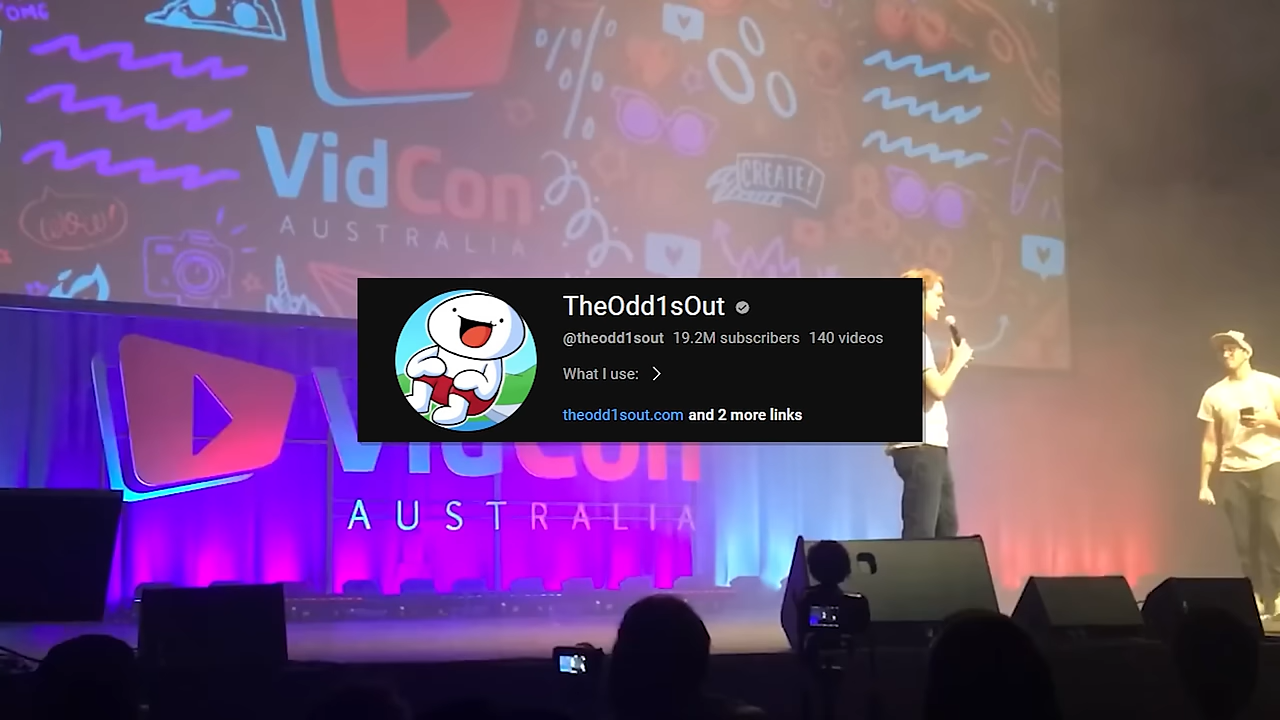 OMG
VidCon
AUSTRALIA
CREATE!
wow!
TheOdd1sOut
@theodd1sout 19.2M subscribers 140 videos
What I use:
theodd1sout.com and 2 more links
VidCon
AUSTRALIA